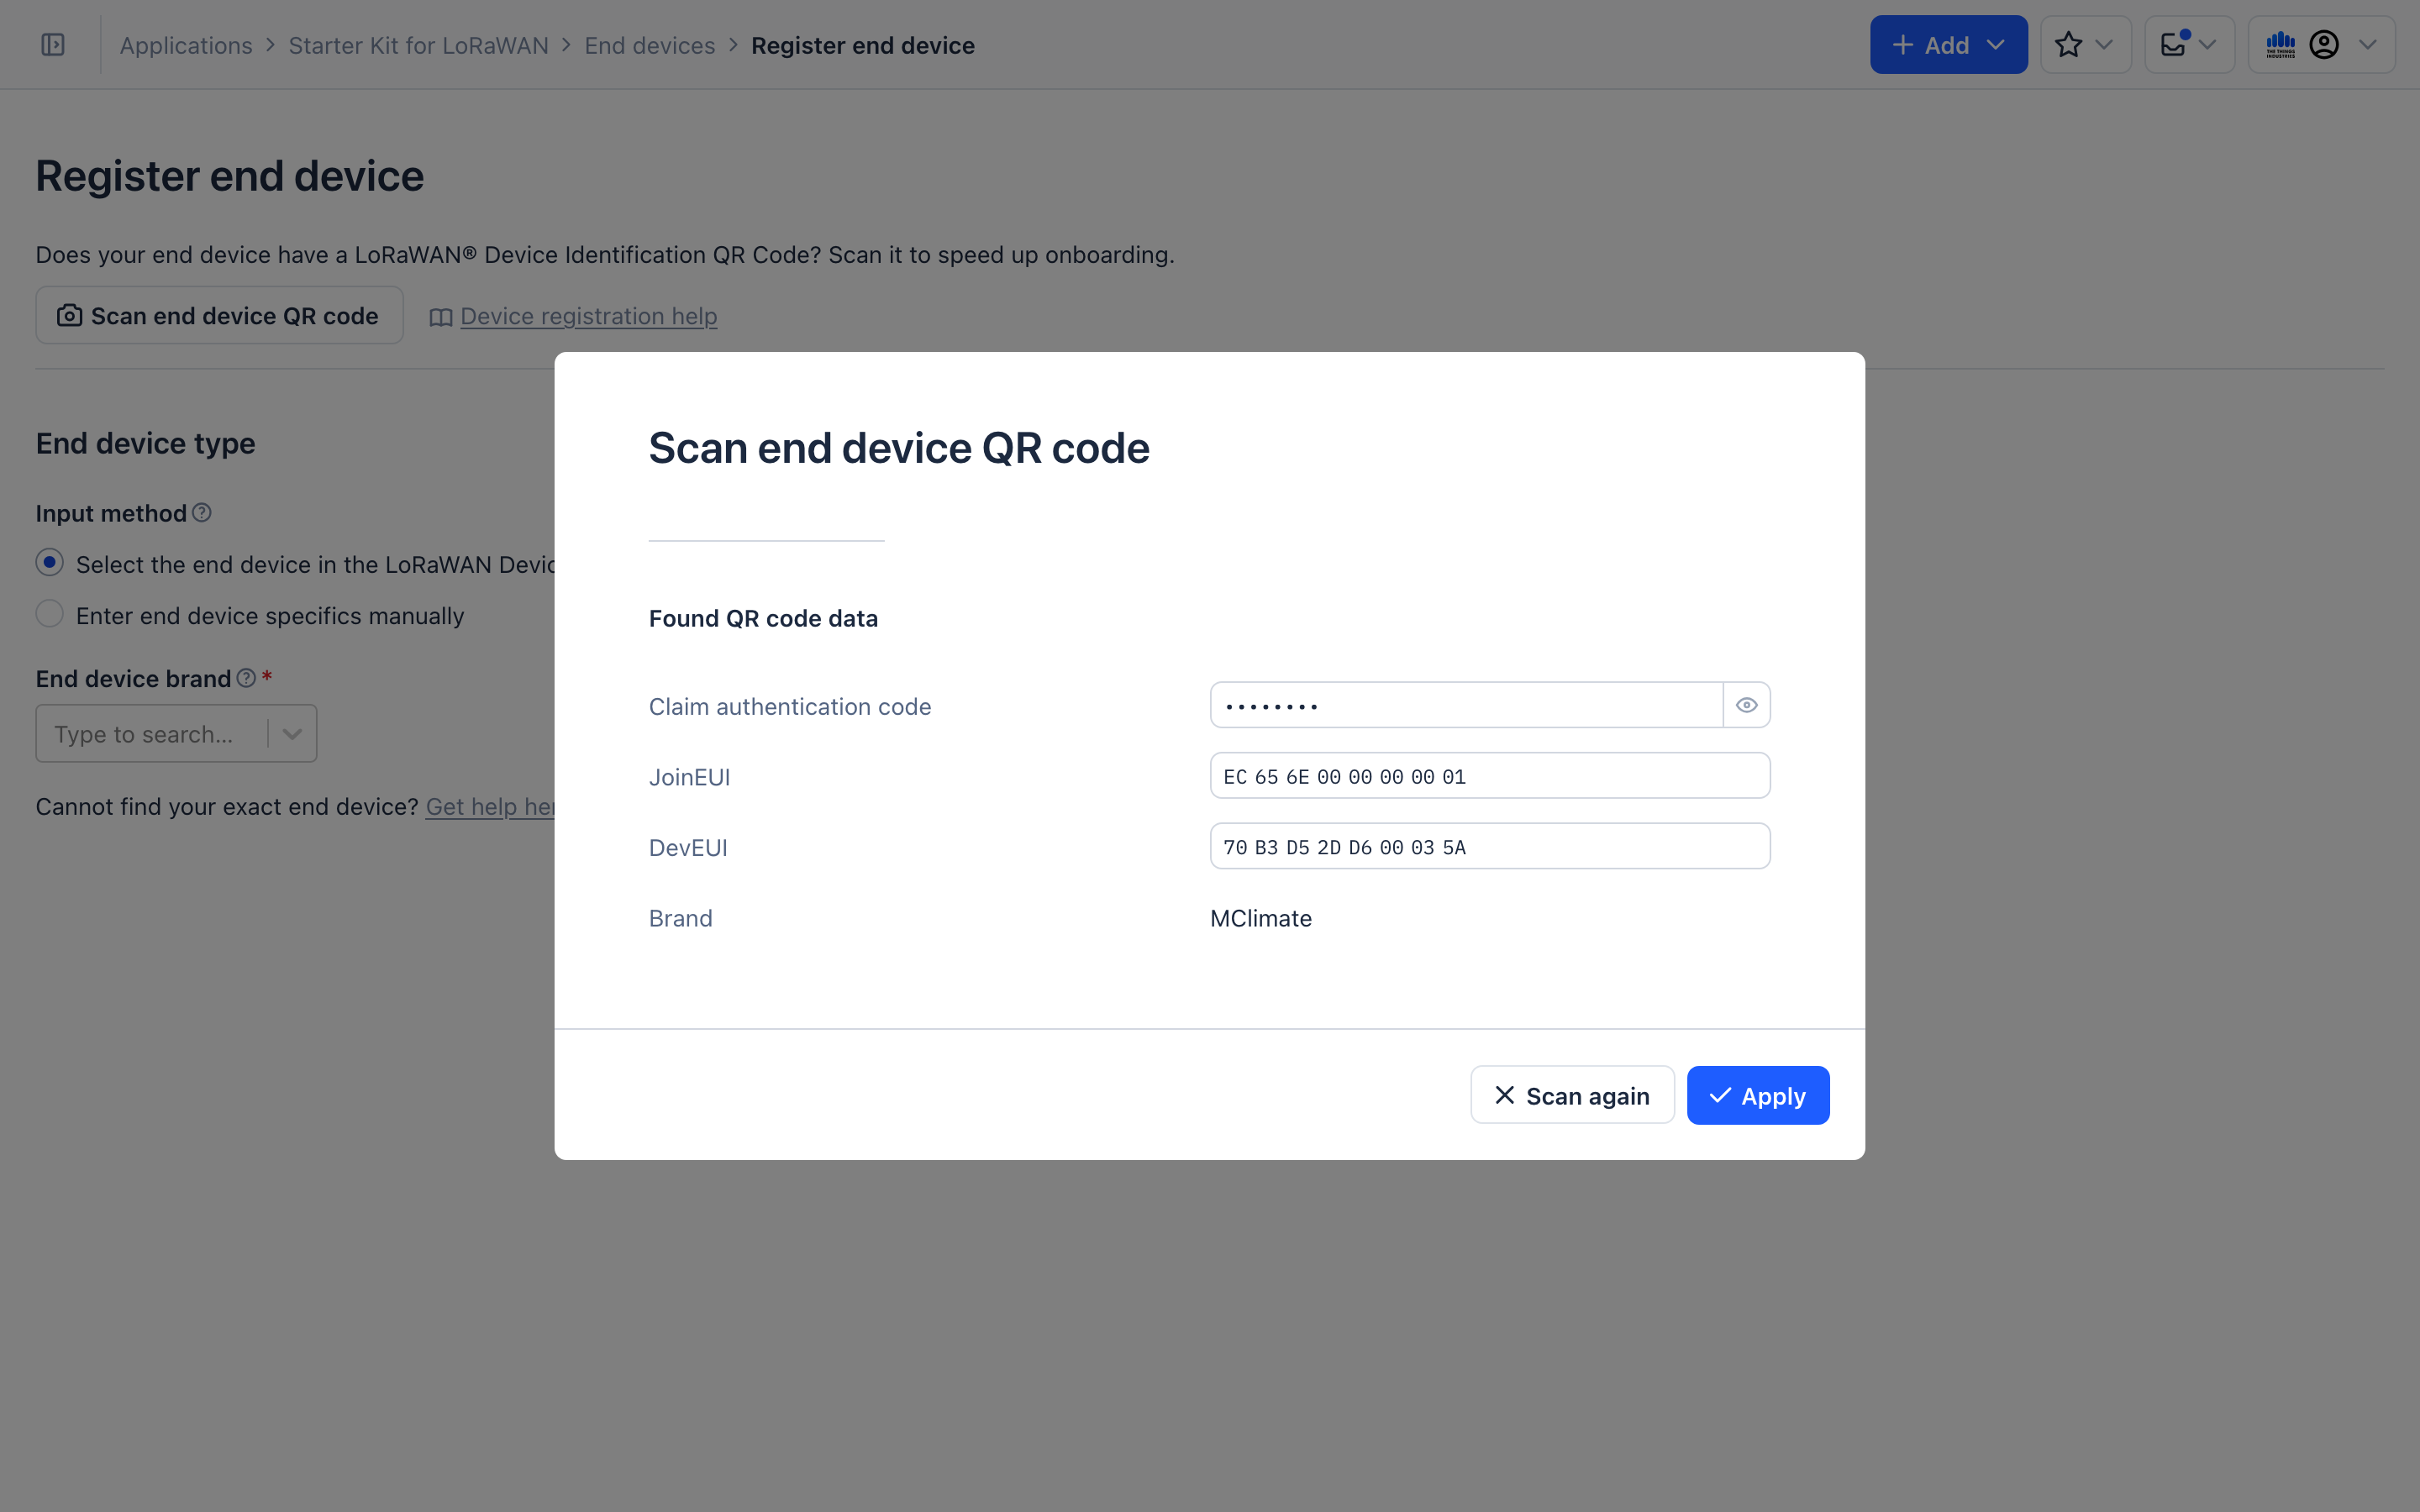 Applications > Starter Kit for LoRaWAN > End devices > Register end device
Add
THE THINGS INDUSTRIES
Register end device
Does your end device have a LoRaWAN® Device Identification QR Code? Scan it to speed up onboarding.
Scan end device QR code
Device registration help
End device type
Input method
Select the end device in the LoRaWAN Devic
Enter end device specifics manually
End device brand *
Type to search...
Cannot find your exact end device? Get help her
Scan end device QR code
Found QR code data
Claim authentication code ••••••••
JoinEUI EC 65 6E 00 00 00 00 01
DevEUI 70 B3 D5 2D D6 00 03 5A
Brand MClimate
Scan again
Apply